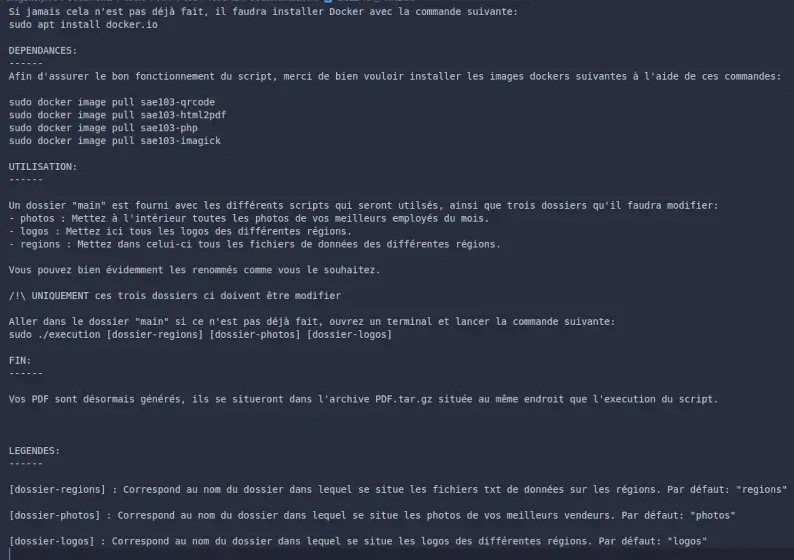 Si jamais cela n'est pas déjà fait, il faudra installer Docker avec la commande suivante:
sudo apt install docker.io
DEPENDANCES:
------
Afin d'assurer le bon fonctionnement du script, merci de bien vouloir installer les images dockers suivantes à l'aide de ces commandes:
sudo docker image pull sae103-qrcode
sudo docker image pull sae103-html2pdf
sudo docker image pull sae103-php
sudo docker image pull sae103-imagick
UTILISATION:
------
Un dossier "main" est fourni avec les différents scripts qui seront utilsés, ainsi que trois dossiers qu'il faudra modifier:
- photos : Mettez à l'intérieur toutes les photos de vos meilleurs employés du mois.
- logos : Mettez ici tous les logos des différentes régions.
- regions : Mettez dans celui-ci tous les fichiers de données des différentes régions.
Vous pouvez bien évidemment les renommés comme vous le souhaitez.
/!\ UNIQUEMENT ces trois dossiers ci doivent être modifier
Aller dans le dossier "main" si ce n'est pas déjà fait, ouvrez un terminal et lancer la commande suivante:
sudo ./execution [dossier-regions] [dossier-photos] [dossier-logos]
FIN:
------
Vos PDF sont désormais générés, ils se situeront dans l'archive PDF.tar.gz située au même endroit que l'execution du script.
LEGENDES:
------
[dossier-regions] : Correspond au nom du dossier dans lequel se situe les fichiers txt de données sur les régions. Par défaut: "regions"
[dossier-photos] : Correspond au nom du dossier dans lequel se situe les photos de vos meilleurs vendeurs. Par défaut: "photos"
[dossier-logos] : Correspond au nom du dossier dans lequel se situe les logos des différentes régions. Par défaut: "logos"